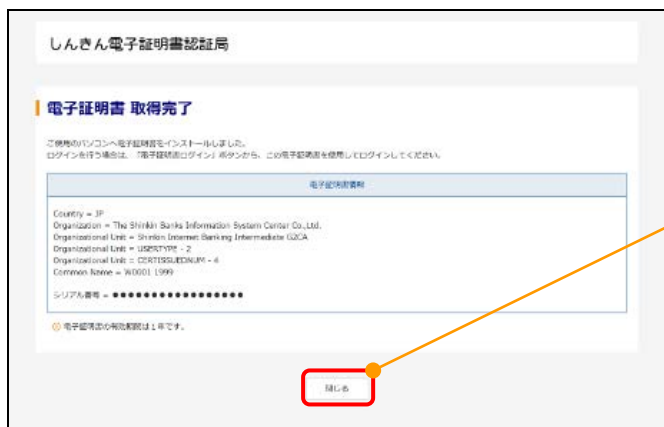 しんきん電子証明書認証局
電子証明書 取得完了
ご使用のパソコンへ電子証明書をインストールしました。
ログインを行う場合は、「電子証明書ログイン」ボタンから、この電子証明書を使用してログインしてください。
電子証明書情報
Country = JP
Organization = The Shinkin Banks Information System Center Co.,Ltd.
Organizational Unit = Shinkin Internet Banking Intermediate G2CA
Organizational Unit = USERTYPE - 2
Organizational Unit = CERTISSUEDNUM - 4
Common Name = W0001 1999
シリアル番号 = ●●●●●●●●●●●●●●●●●
電子証明書の有効期限は1年です。
閉じる